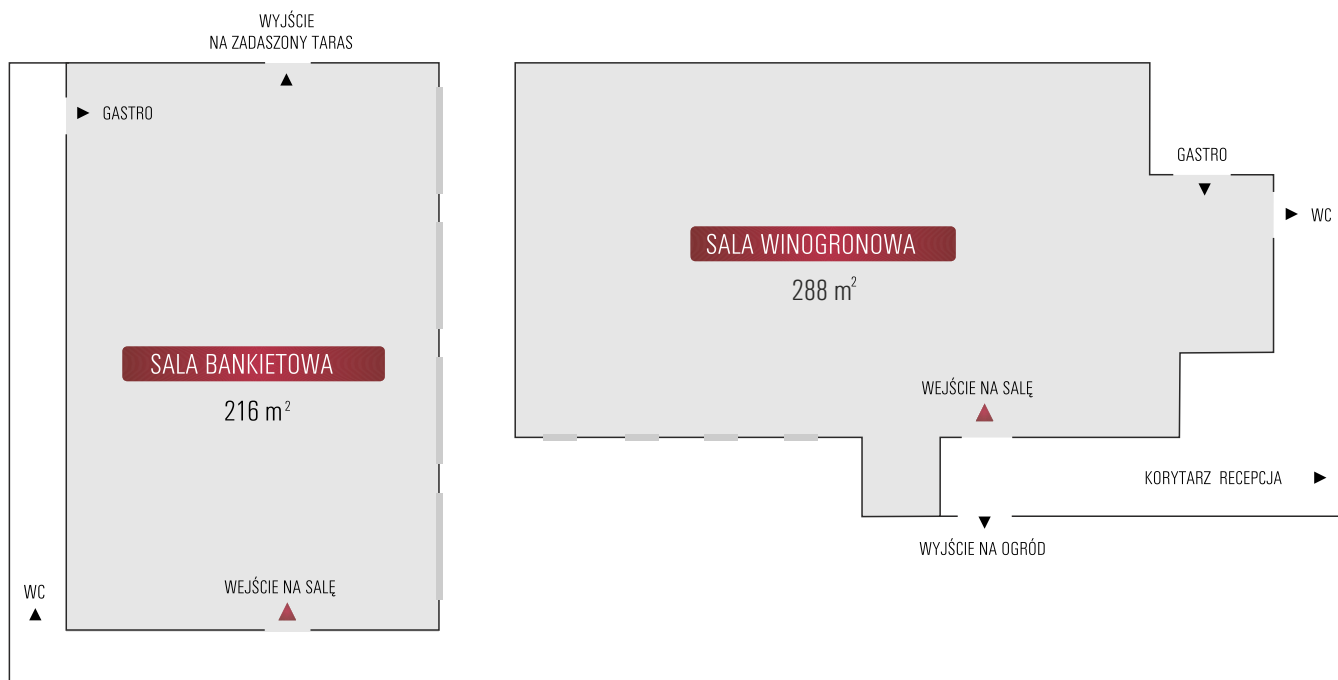 WYJŚCIE
NA ZADASZONY TARAS
GASTRO
SALA BANKIETOWA
216 m²
WEJŚCIE NA SALĘ
WC
GASTRO
WC
SALA WINOGRONOWA
288 m²
WEJŚCIE NA SALĘ
KORYTARZ RECEPCJA
WYJŚCIE NA OGRÓD